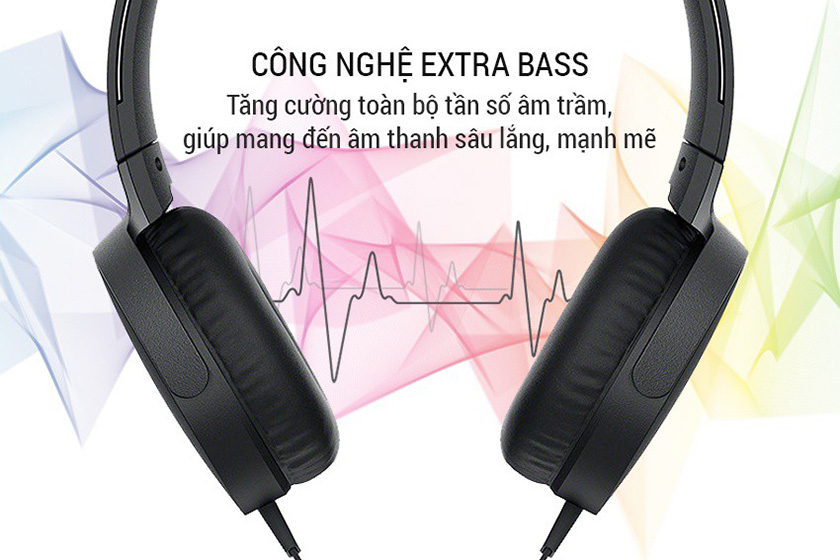 CÔNG NGHỆ EXTRA BASS
Tăng cường toàn bộ tần số âm trầm,
giúp mang đến âm thanh sâu lắng, mạnh mẽ